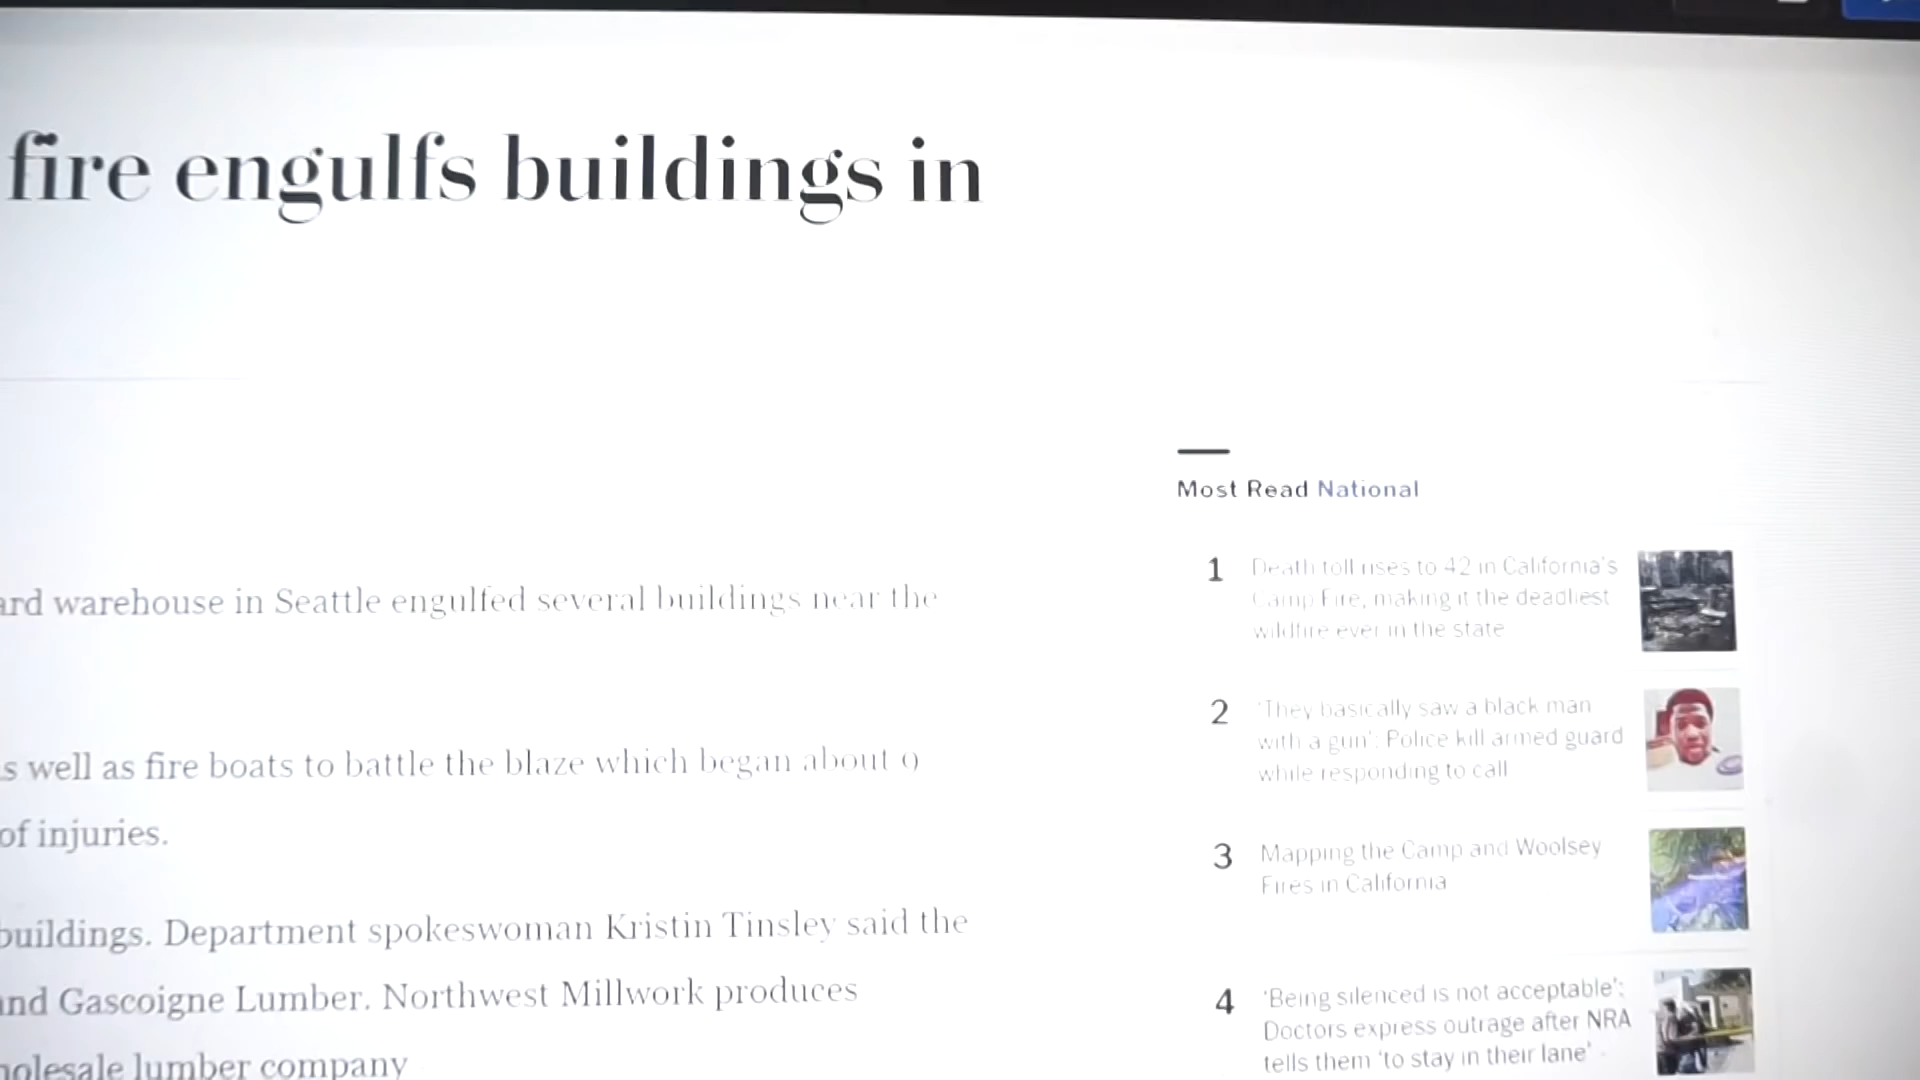 fire engulfs buildings in
ard warehouse in Seattle engulfed several buildings near the
s well as fire boats to battle the blaze which began about 9
of injuries.
buildings. Department spokeswoman Kristin Tinsley said the
and Gascoigne Lumber. Northwest Millwork produces
holesale lumber company
Most Read National
1 Death toll rises to 42 in California's
Camp Fire, making it the deadliest
wildfire ever in the state
2 'They basically saw a black man
with a gun': Police kill armed guard
while responding to call
3 Mapping the Camp and Woolsey
Fires in California
4 'Being silenced is not acceptable':
Doctors express outrage after NRA
tells them 'to stay in their lane'